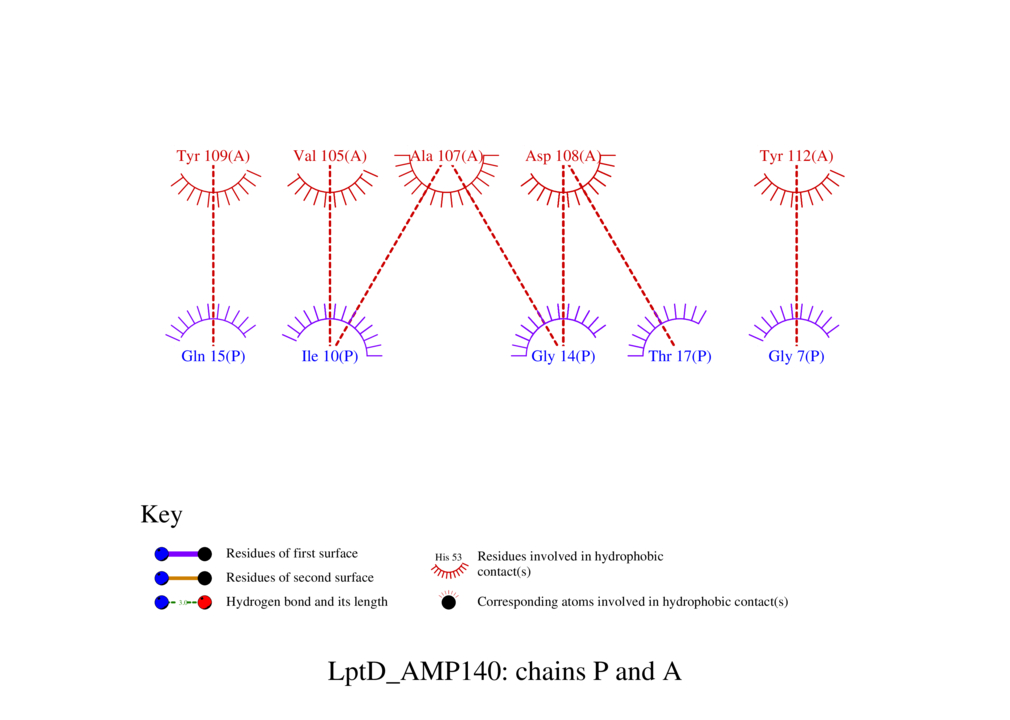 Tyr 109(A) Val 105(A) Ala 107(A) Asp 108(A) Tyr 112(A)
Gln 15(P) Ile 10(P) Gly 14(P) Thr 17(P) Gly 7(P)
Key
Residues of first surface
Residues of second surface
3.0 Hydrogen bond and its length
His 53 Residues involved in hydrophobic
contact(s)
Corresponding atoms involved in hydrophobic contact(s)
LptD_AMP140: chains P and A